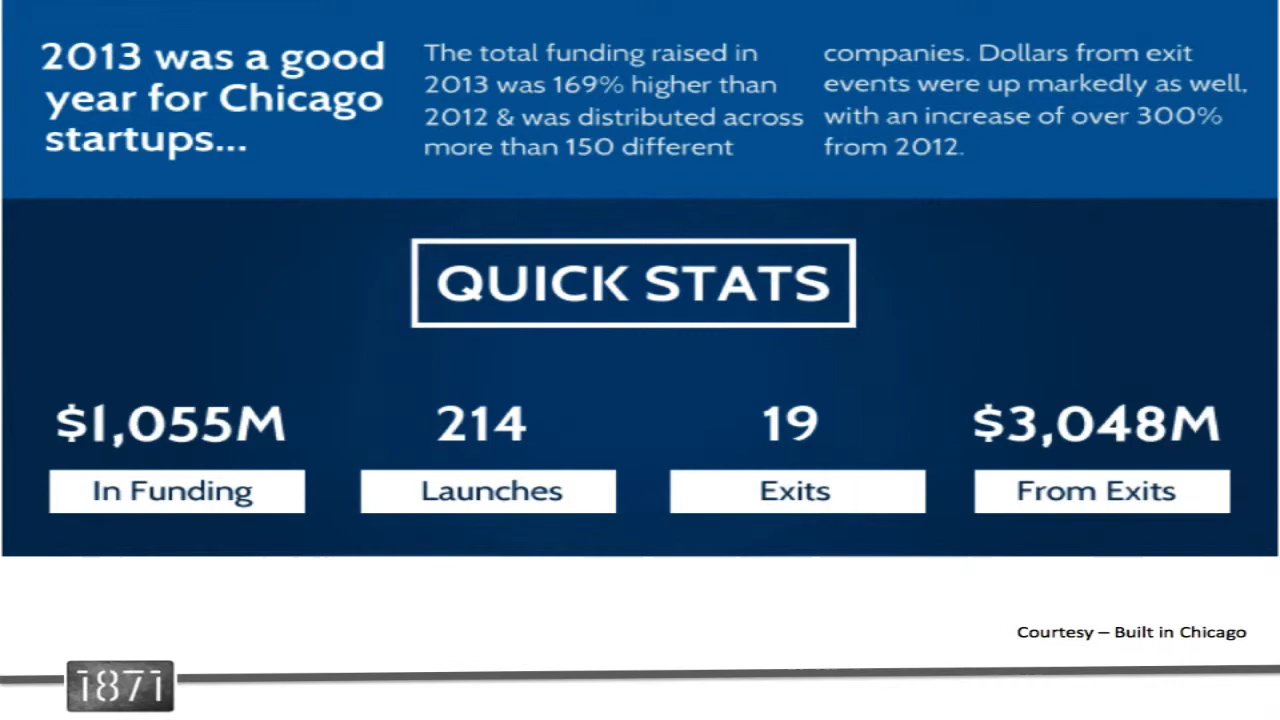 2013 was a good
year for Chicago
startups...
The total funding raised in
2013 was 169% higher than
2012 & was distributed across
more than 150 different
companies. Dollars from exit
events were up markedly as well,
with an increase of over 300%
from 2012.
QUICK STATS
$1,055M
In Funding
214
Launches
19
Exits
$3,048M
From Exits
Courtesy – Built in Chicago
1871